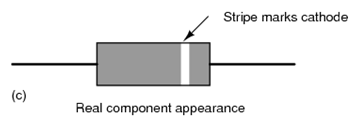 Stripe marks cathode
(c)
Real component appearance